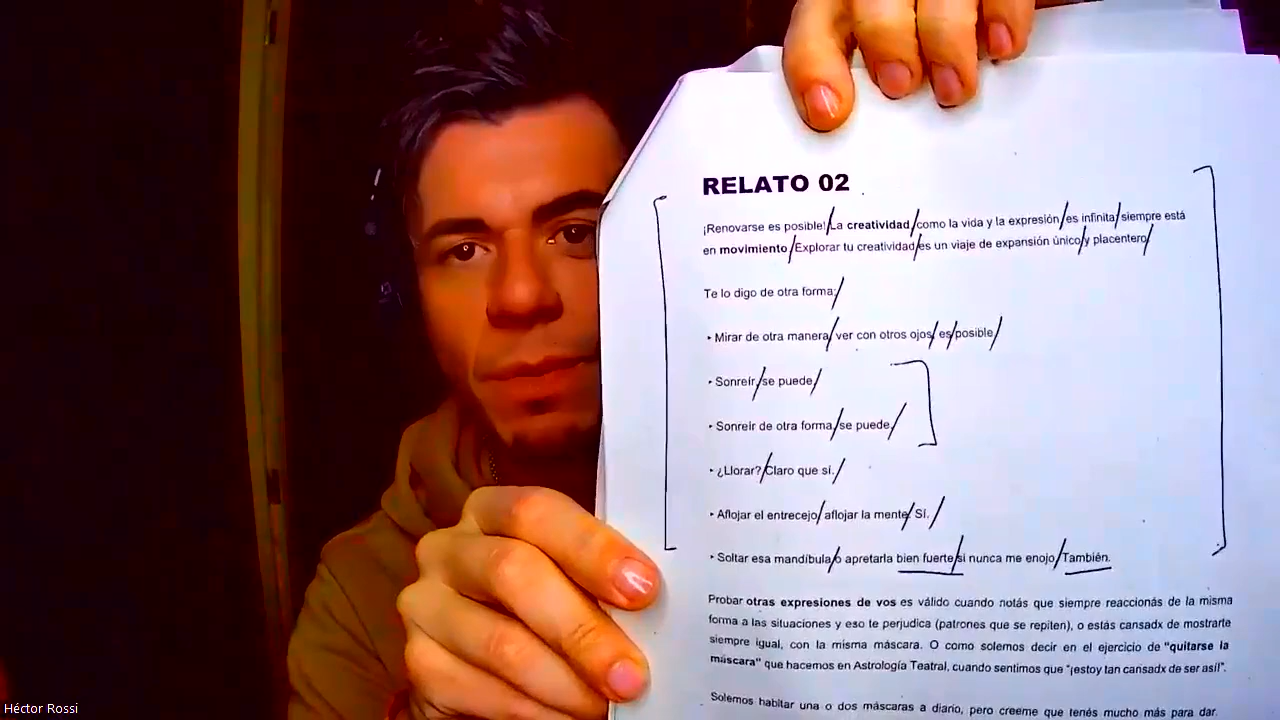 RELATO 02
¡Renovarse es posible! La creatividad como la vida y la expresión es infinita siempre está
en movimiento Explorar tu creatividad es un viaje de expansión único y placentero
Te lo digo de otra forma:
• Mirar de otra manera, ver con otros ojos, es posible
• Sonreír, se puede,
• Sonreír de otra forma, se puede,
• ¿Llorar? Claro que sí.
• Aflojar el entrecejo, aflojar la mente, Sí.
• Soltar esa mandíbula o apretarla bien fuerte si nunca me enojo, También.
Probar otras expresiones de vos es válido cuando notás que siempre reaccionás de la misma
forma a las situaciones y eso te perjudica (patrones que se repiten), o estás cansadx de mostrarte
siempre igual, con la misma máscara. O como solemos decir en el ejercicio de "quitarse la
máscara" que hacemos en Astrología Teatral, cuando sentimos que "¡estoy tan cansadx de ser así!".
Solemos habitar una o dos máscaras a diario, pero creeme que tenés mucho más para dar.
Héctor Rossi